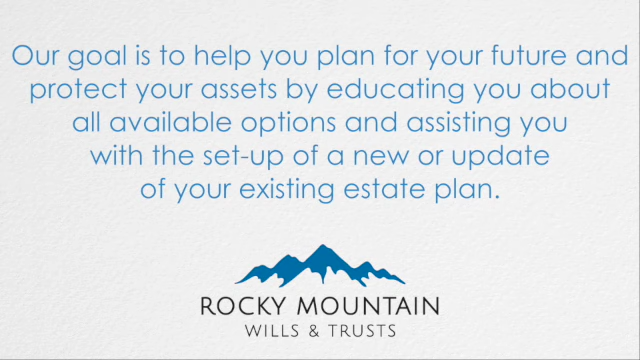 Our goal is to help you plan for your future and
protect your assets by educating you about
all available options and assisting you
with the set-up of a new or update
of your existing estate plan.
ROCKY MOUNTAIN
WILLS & TRUSTS